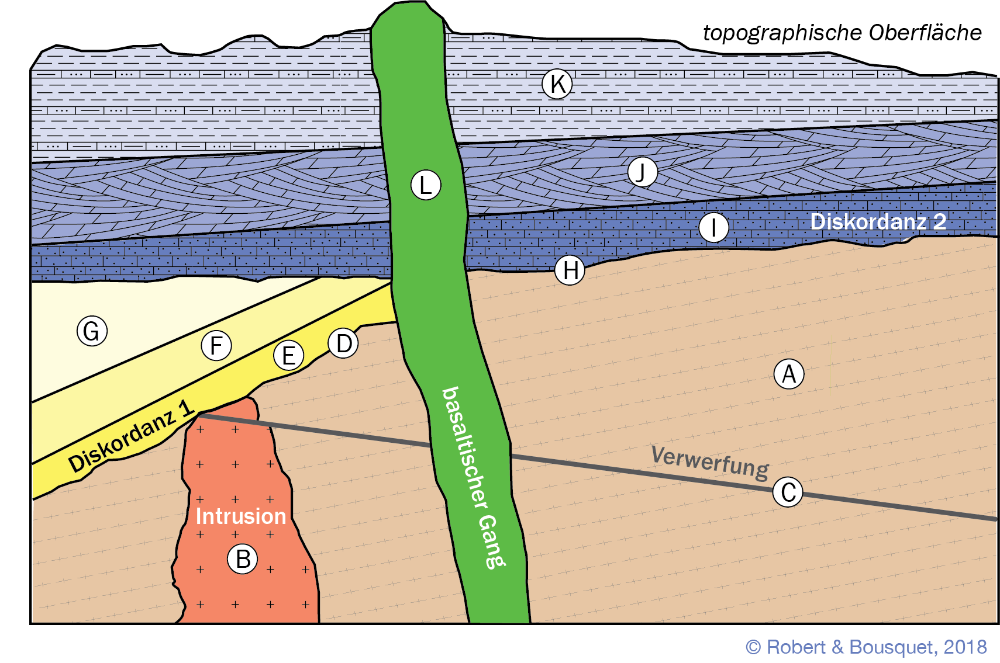 topographische Oberfläche
K
L
J
I
Diskordanz 2
H
G
F
E
D
A
Diskordanz 1
basaltischer Gang
Verwerfung
C
Intrusion
B
© Robert & Bousquet, 2018